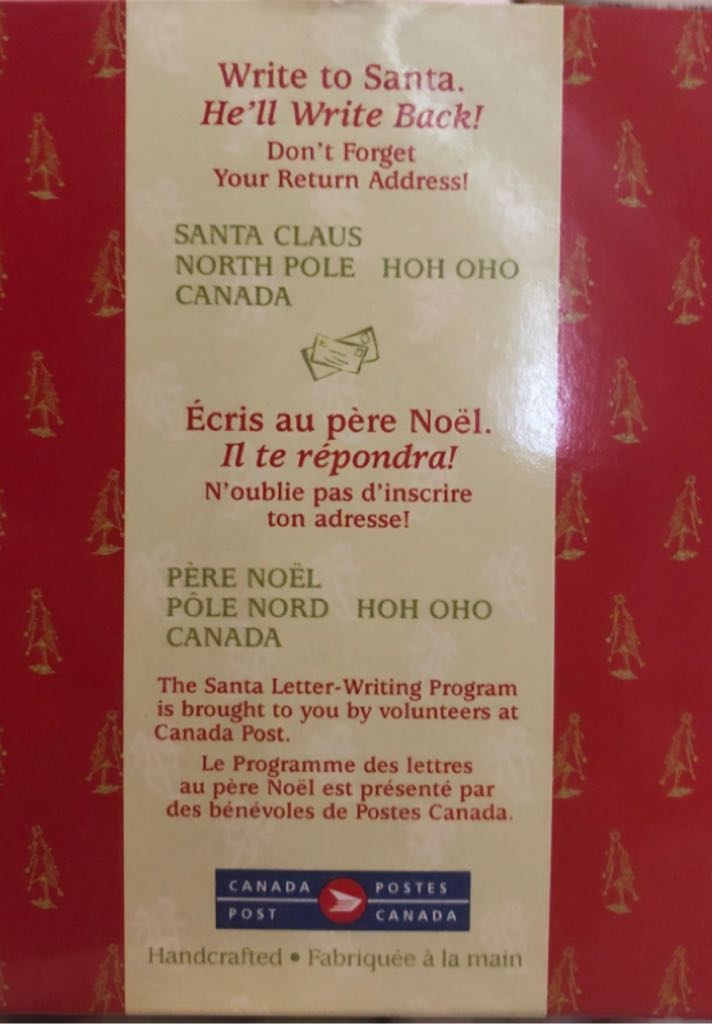 Write to Santa.
He'll Write Back!
Don't Forget
Your Return Address!
SANTA CLAUS
NORTH POLE HOH OHO
CANADA
Écris au père Noël.
Il te répondra!
N'oublie pas d'inscrire
ton adresse!
PÈRE NOËL
PÔLE NORD HOH OHO
CANADA
The Santa Letter-Writing Program
is brought to you by volunteers at
Canada Post.
Le Programme des lettres
au père Noël est présenté par
des bénévoles de Postes Canada.
CANADA POSTES
POST CANADA
Handcrafted • Fabriquée à la main